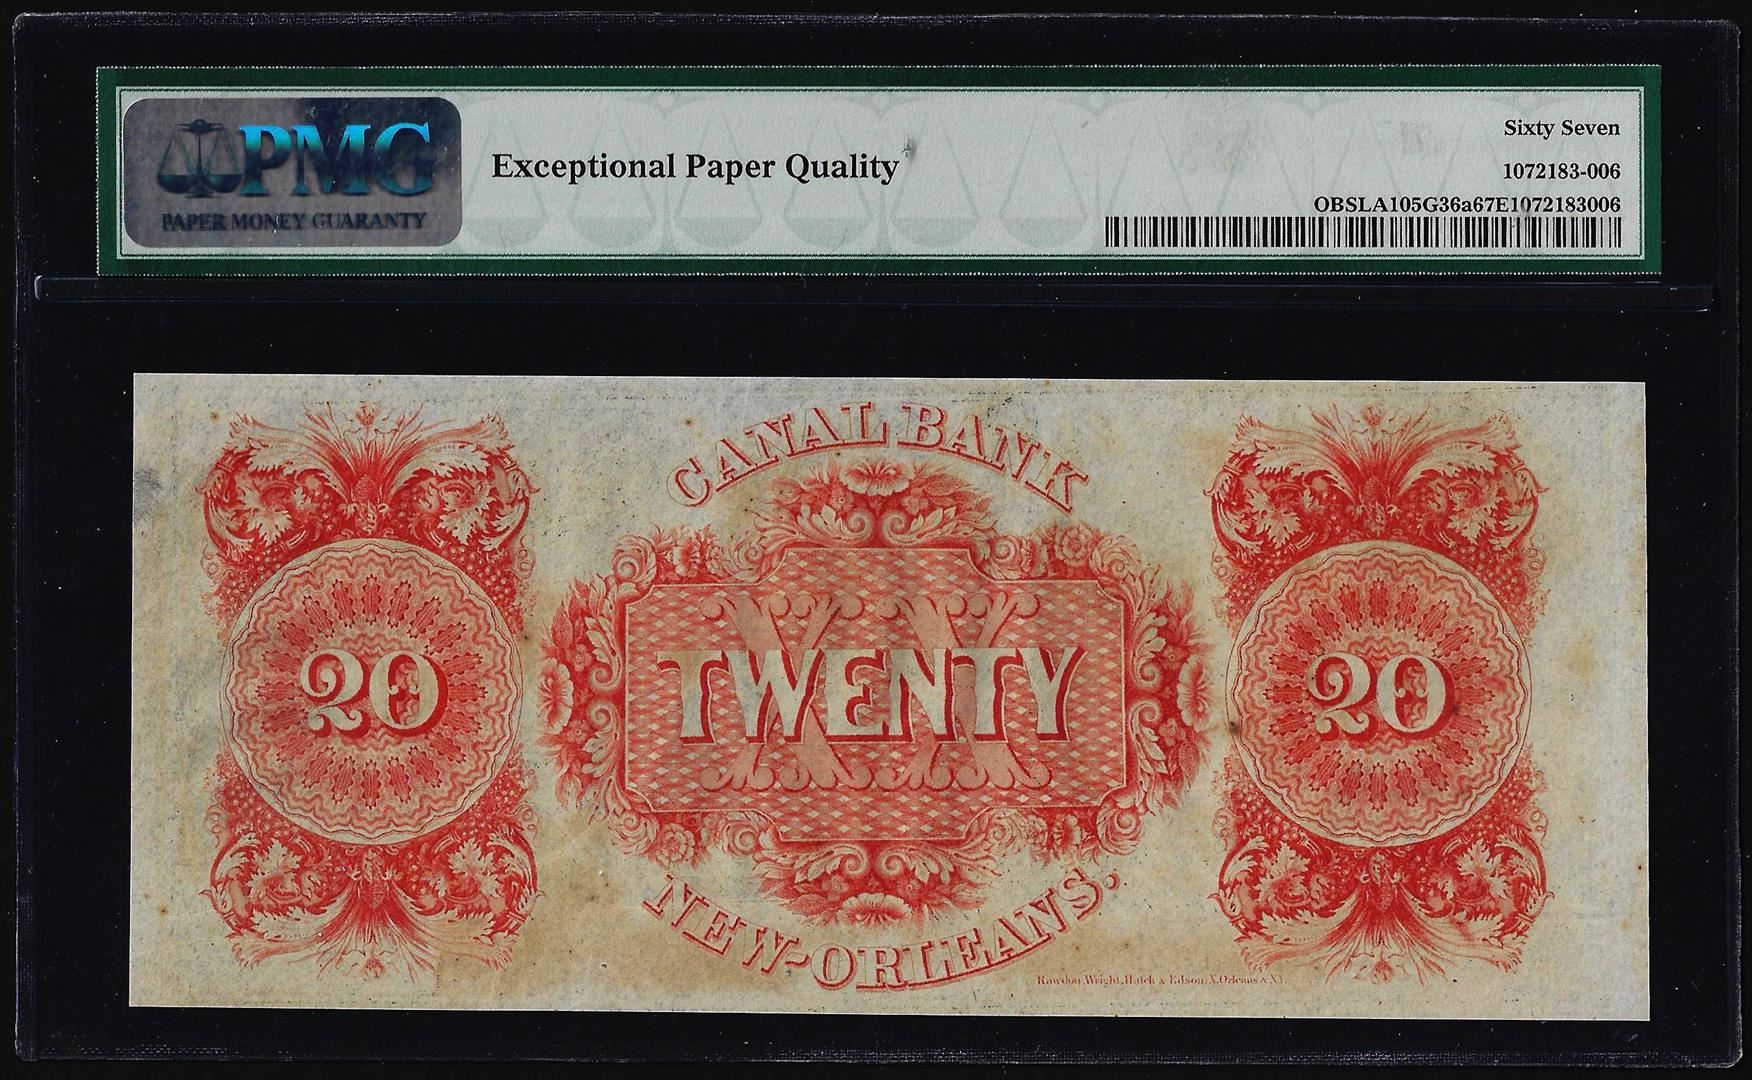 PMG
PAPER MONEY GUARANTY
Exceptional Paper Quality
Sixty Seven
1072183-006
OBSLA105G36a67E1072183006
CANAL BANK
20
XX
TWENTY
20
NEW-ORLEANS.
Rawdon, Wright, Hatch & Edson, N.Orleans & N.Y.